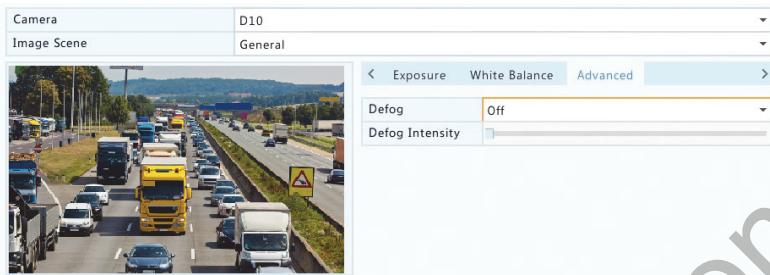 Camera D10
Image Scene General
< Exposure White Balance Advanced >
Defog Off
Defog Intensity